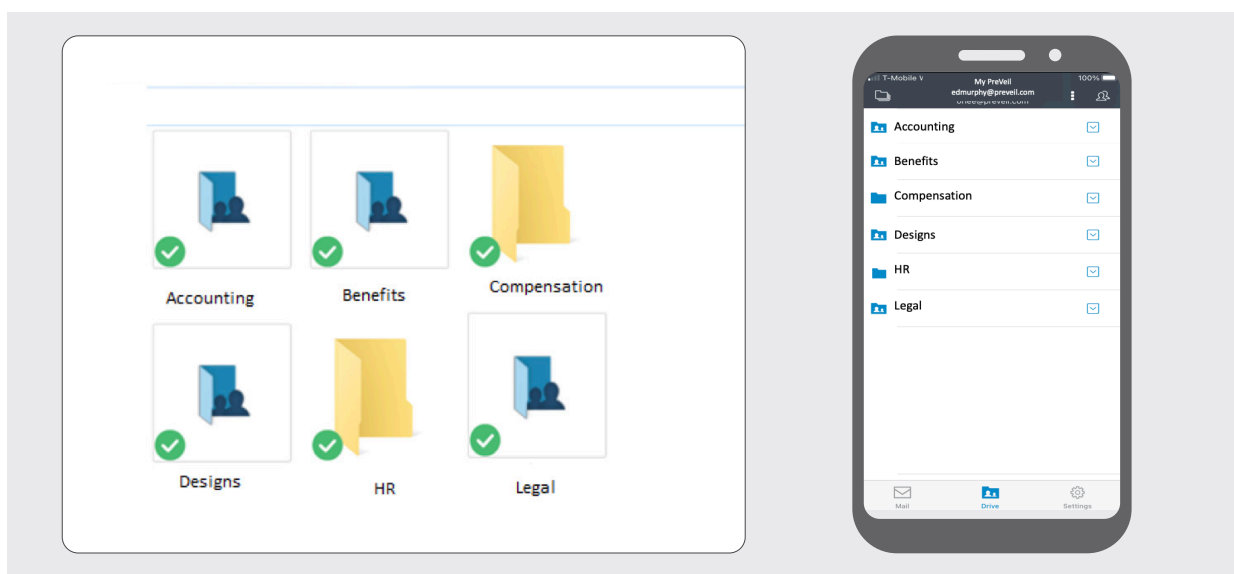 Accounting
Benefits
Compensation
Designs
HR
Legal
T-Mobile
My PreVeil
100%
edmurphy@preveil.com
Accounting
Benefits
Compensation
Designs
HR
Legal
Mail
Drive
Settings